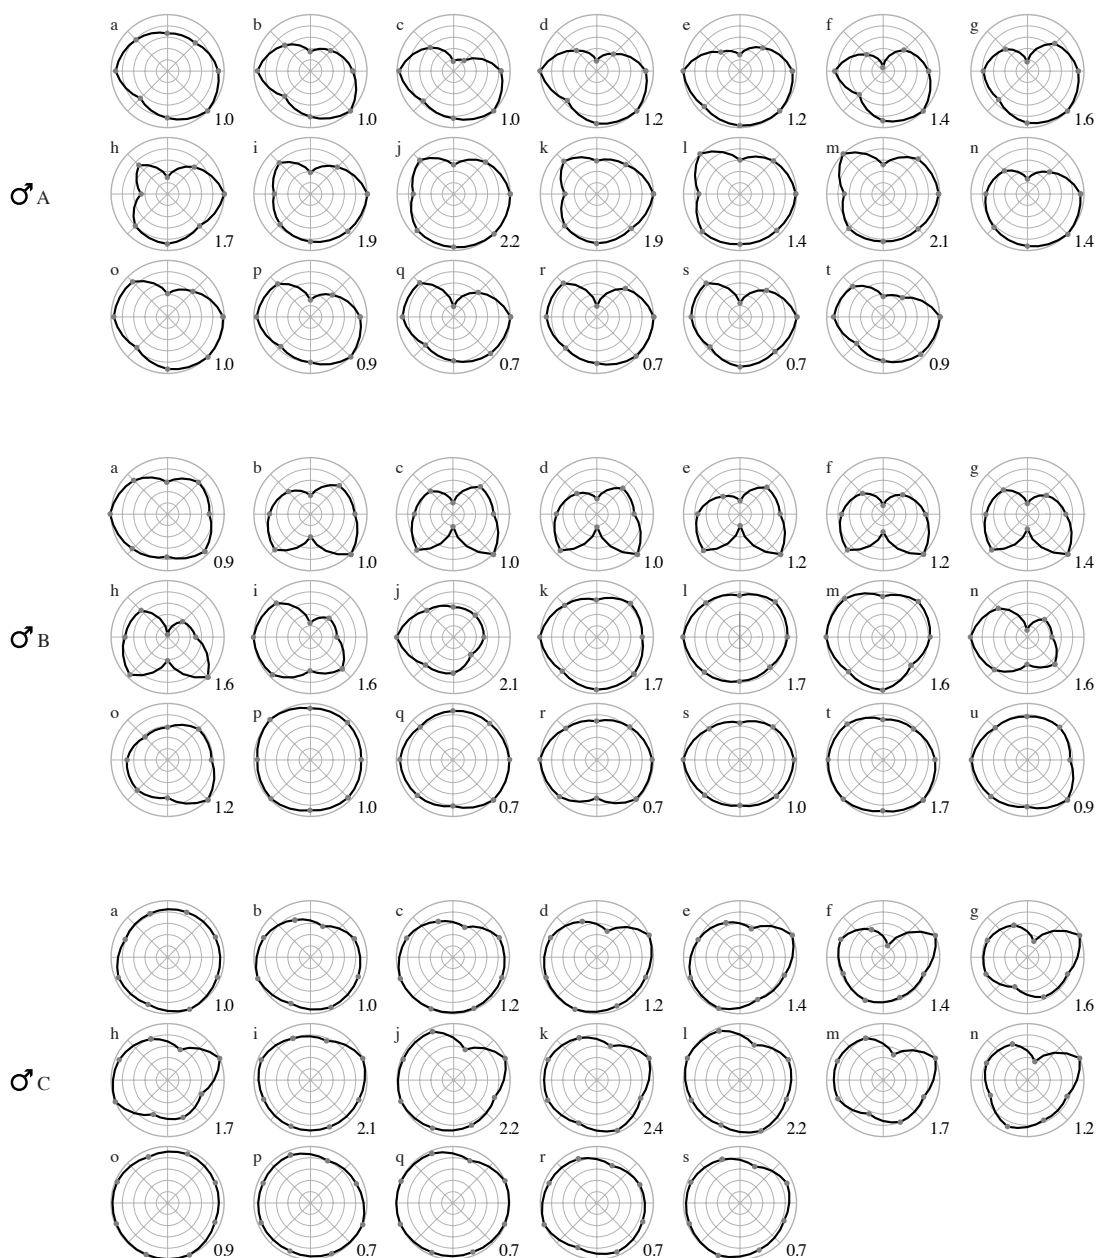 a b c d e f g
1.0 1.0 1.0 1.2 1.2 1.4 1.6
h i j k l m n
♂ A
1.7 1.9 2.2 1.9 1.4 2.1 1.4
o p q r s t
1.0 0.9 0.7 0.7 0.7 0.9
a b c d e f g
0.9 1.0 1.0 1.0 1.2 1.2 1.4
h i j k l m n
♂ B
1.6 1.6 2.1 1.7 1.7 1.6 1.6
o p q r s t u
1.2 1.0 0.7 0.7 1.0 1.7 0.9
a b c d e f g
1.0 1.0 1.2 1.2 1.4 1.4 1.6
h i j k l m n
♂ C
1.7 2.1 2.2 2.4 2.2 1.7 1.2
o p q r s
0.9 0.7 0.7 0.7 0.7